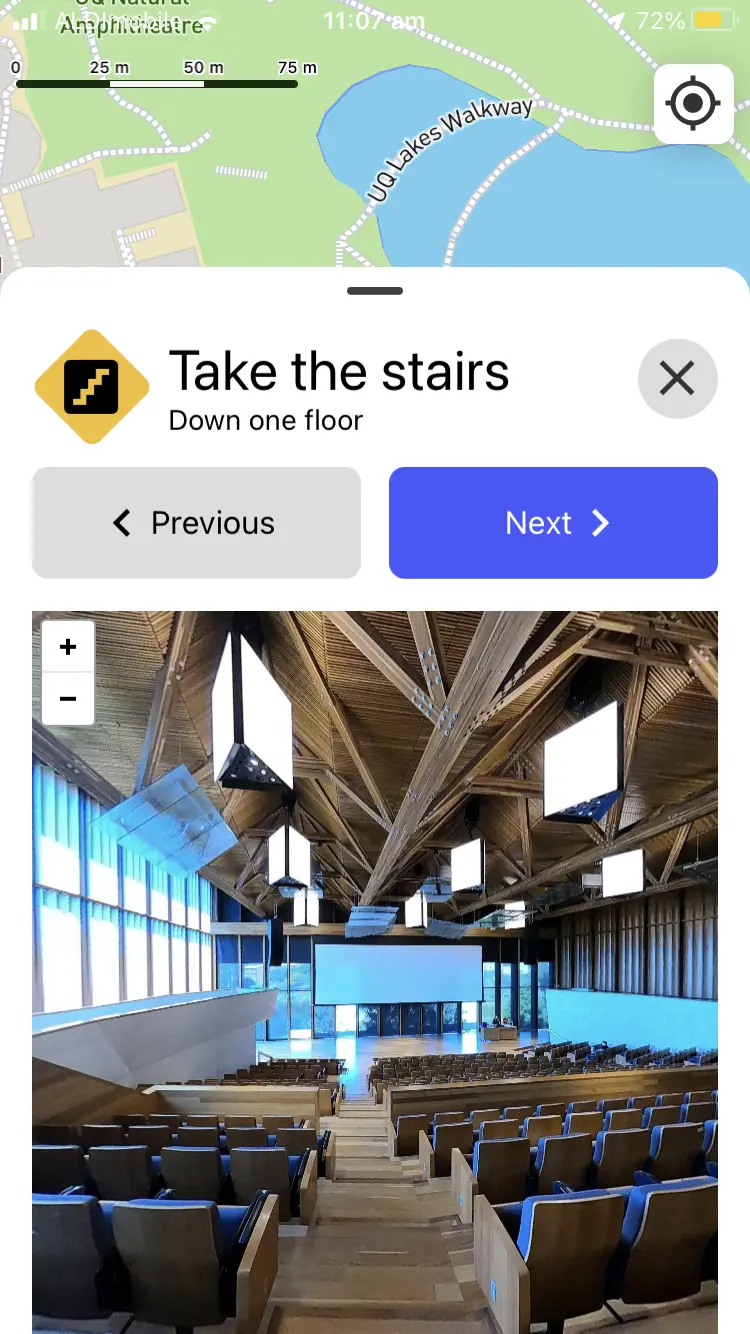 UQ Natural
Amphitheatre
11:07 am
72%
0 25 m 50 m 75 m
UQ Lakes Walkway
Take the stairs
Down one floor
Previous
Next
+
−